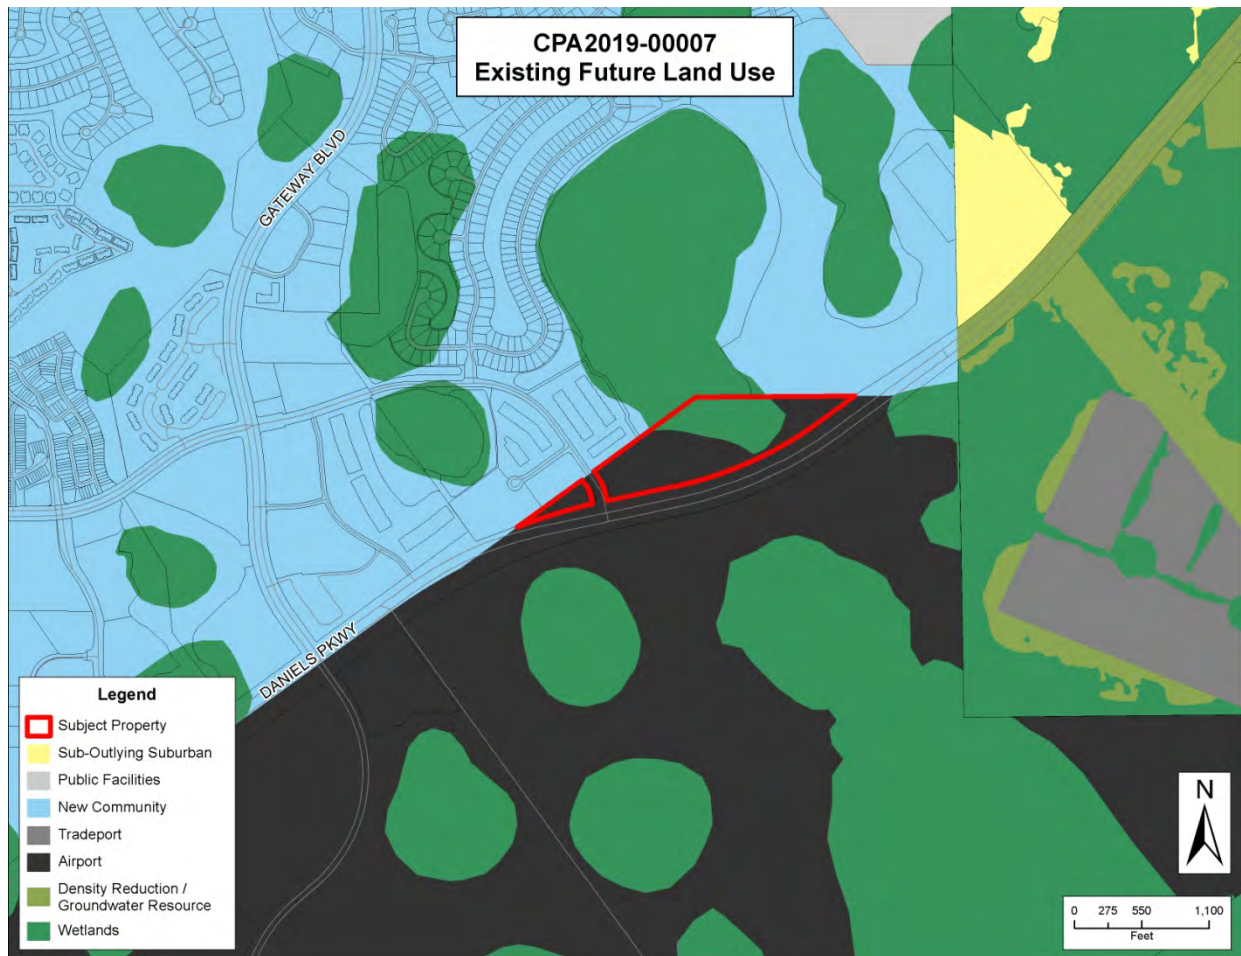 CPA2019-00007
Existing Future Land Use
GATEWAY BLVD
DANIELS PKWY
Legend
Subject Property
Sub-Outlying Suburban
Public Facilities
New Community
Tradeport
Airport
Density Reduction /
Groundwater Resource
Wetlands
N
0 275 550 1,100
Feet